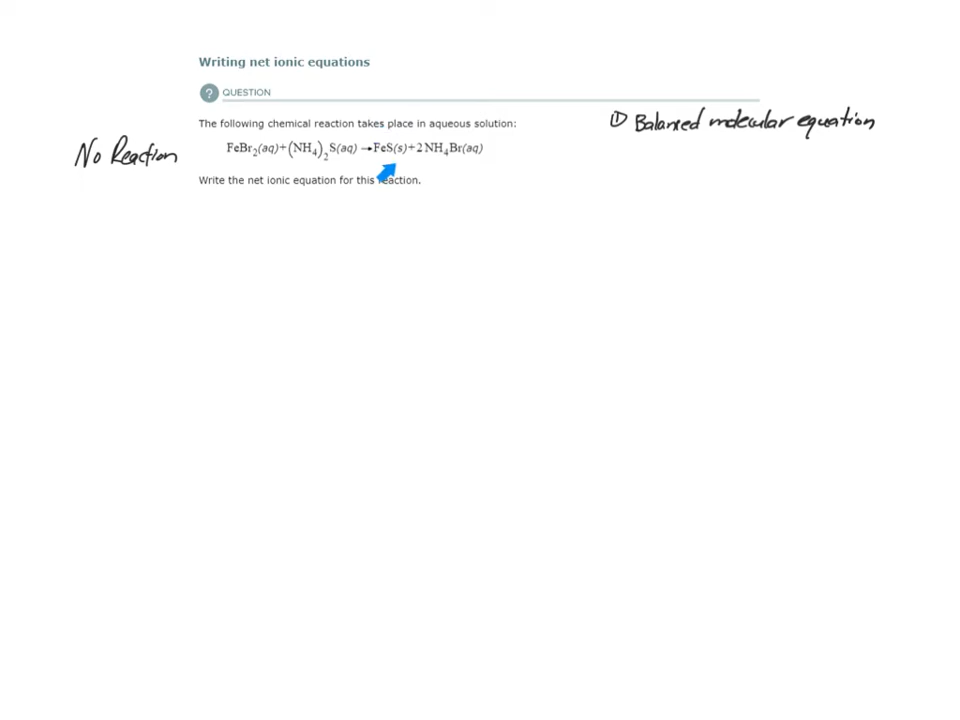 Writing net ionic equations
? QUESTION
The following chemical reaction takes place in aqueous solution:
① Balanced molecular equation
No Reaction
FeBr₂(aq)+(NH₄)₂S(aq) →FeS(s)+2 NH₄Br(aq)
Write the net ionic equation for this reaction.